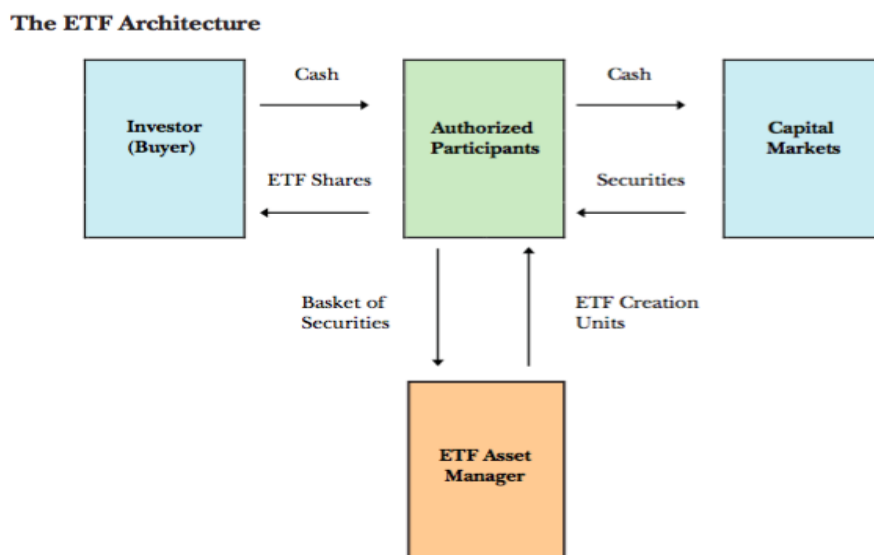 The ETF Architecture
Cash
Cash
Investor
(Buyer)
Authorized
Participants
Capital
Markets
ETF Shares
Securities
Basket of
Securities
ETF Creation
Units
ETF Asset
Manager